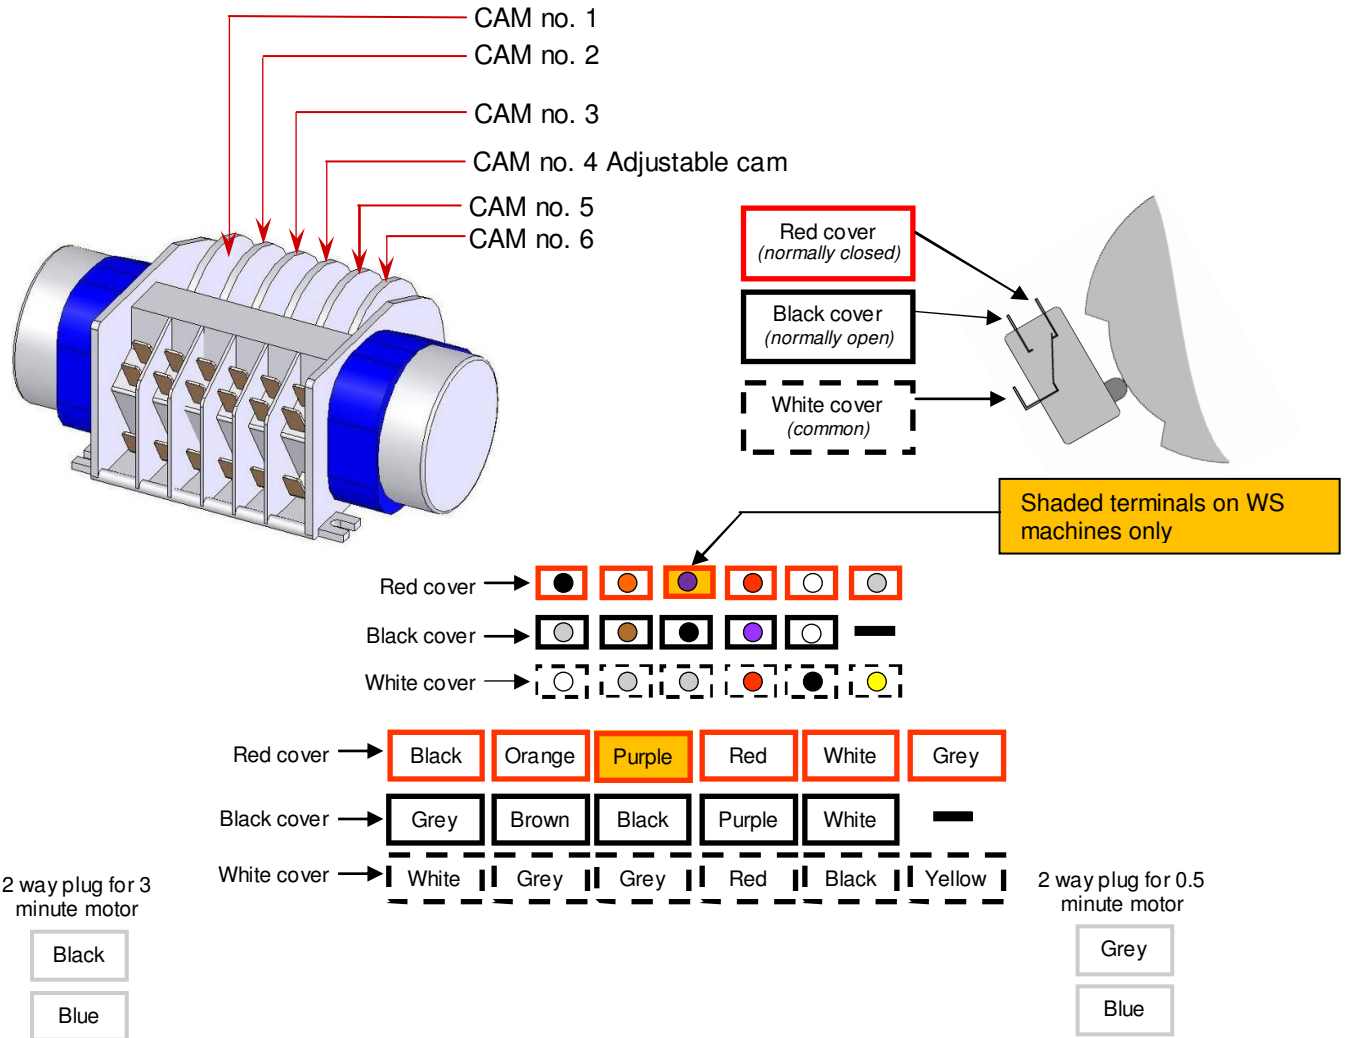 CAM no. 1
CAM no. 2
CAM no. 3
CAM no. 4 Adjustable cam
CAM no. 5
CAM no. 6
Red cover
(normally closed)
Black cover
(normally open)
White cover
(common)
Shaded terminals on WS
machines only
Red cover
Black cover
White cover
Red cover
Black Orange Purple Red White Grey
Black cover
Grey Brown Black Purple White
White cover
White Grey Grey Red Black Yellow
2 way plug for 3
minute motor
Black
Blue
2 way plug for 0.5
minute motor
Grey
Blue